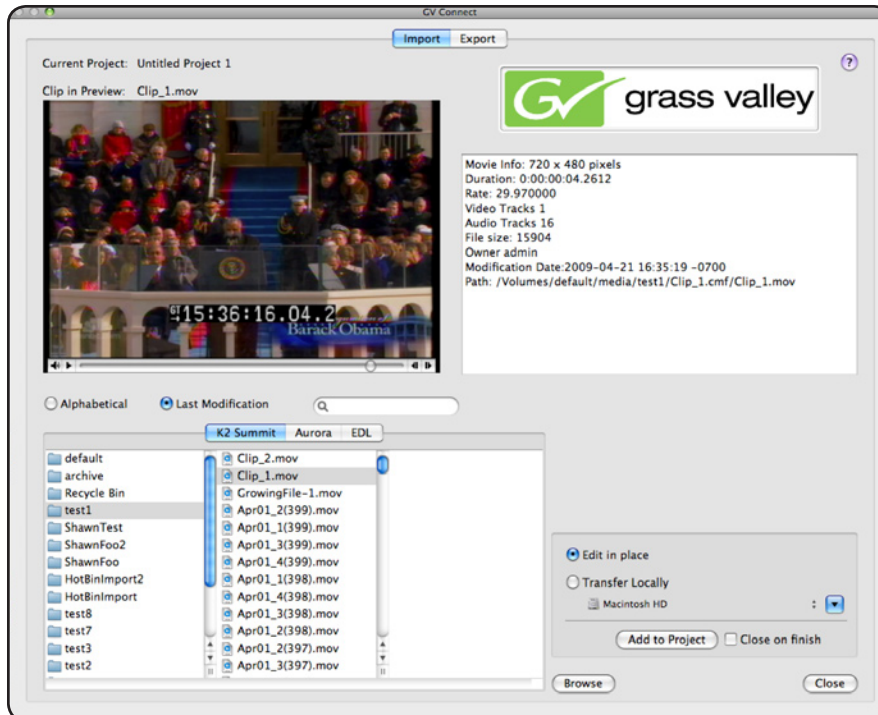 GV Connect
Import Export
Current Project: Untitled Project 1
?
Clip in Preview: Clip_1.mov
GV grass valley
Movie Info: 720 x 480 pixels
Duration: 0:00:00:04.2612
Rate: 29.970000
Video Tracks 1
Audio Tracks 16
File size: 15904
Owner admin
Modification Date:2009-04-21 16:35:19 -0700
Path: /Volumes/default/media/test1/Clip_1.cmf/Clip_1.mov
15:36:16.04.2
Barack Obama
Alphabetical Last Modification
K2 Summit Aurora EDL
default
archive
Recycle Bin
test1
ShawnTest
ShawnFoo2
ShawnFoo
HotBinImport2
HotBinImport
test8
test7
test3
test2
Clip_2.mov
Clip_1.mov
GrowingFile-1.mov
Apr01_2(399).mov
Apr01_1(399).mov
Apr01_3(399).mov
Apr01_4(399).mov
Apr01_1(398).mov
Apr01_4(398).mov
Apr01_3(398).mov
Apr01_2(398).mov
Apr01_2(397).mov
Apr01_3(397).mov
Edit in place
Transfer Locally
Macintosh HD
Add to Project Close on finish
Browse Close